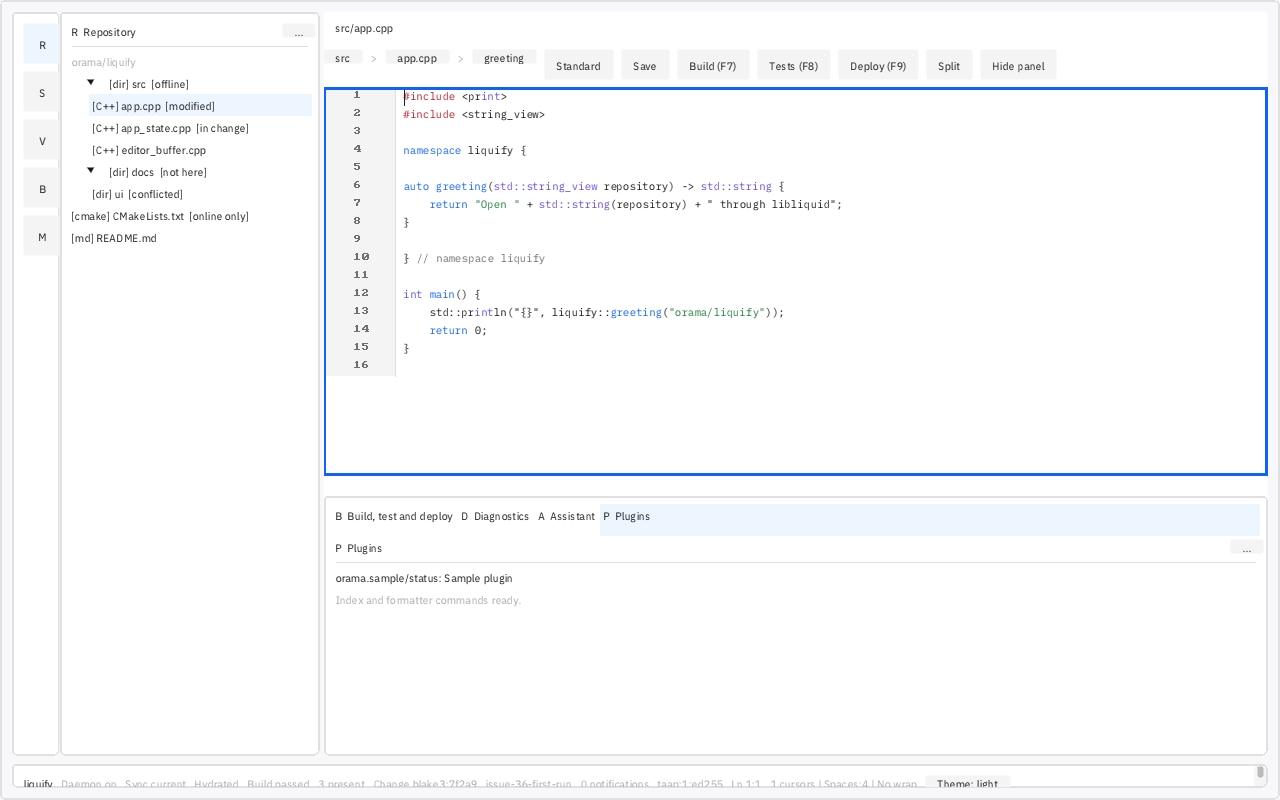 R
S
V
B
M
R Repository ...
orama/liquify
[dir] src [offline]
[C++] app.cpp [modified]
[C++] app_state.cpp [in change]
[C++] editor_buffer.cpp
[dir] docs [not here]
[dir] ui [conflicted]
[cmake] CMakeLists.txt [online only]
[md] README.md
src/app.cpp
src > app.cpp > greeting Standard Save Build (F7) Tests (F8) Deploy (F9) Split Hide panel
1 #include <print>
2 #include <string_view>
3
4 namespace liquify {
5
6 auto greeting(std::string_view repository) -> std::string {
7     return "Open " + std::string(repository) + " through libliquid";
8 }
9
10 } // namespace liquify
11
12 int main() {
13     std::println("{}", liquify::greeting("orama/liquify"));
14     return 0;
15 }
16
B Build, test and deploy D Diagnostics A Assistant P Plugins
P Plugins ...
orama.sample/status: Sample plugin
Index and formatter commands ready.
liquify Daemon on Sync current Hydrated Build passed 3 present Change blake3:7f2a9 issue-36-first-run 0 notifications taap:1:ed255 Ln 1:1 1 cursors | Spaces:4 | No wrap Theme: light